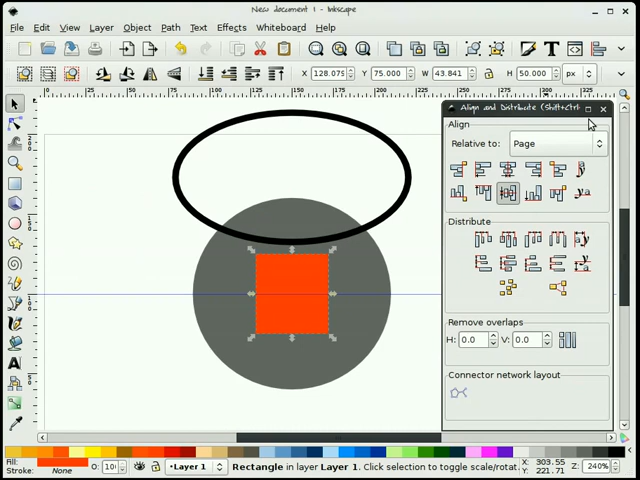 New document 1 - Inkscape
File Edit View Layer Object Path Text Effects Whiteboard Help
X 128.079 Y 75.000 W 43.841 H 50.000 px
Align and Distribute (Shift+Ctrl
Align
Relative to: Page
Distribute
Remove overlaps
H: 0.0 V: 0.0
Connector network layout
Fill:
Stroke: None
O: 10
Layer 1
Rectangle in layer Layer 1. Click selection to toggle scale/rotat
X: 303.55
Y: 221.71
Z: 240%